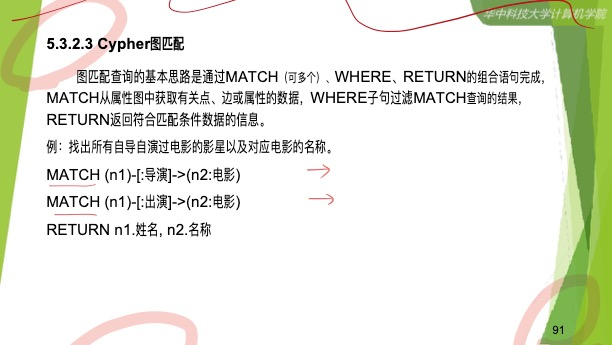 华中科技大学计算机学院
5.3.2.3 Cypher图匹配
图匹配查询的基本思路是通过MATCH（可多个）、WHERE、RETURN的组合语句完成，
MATCH从属性图中获取有关点、边或属性的数据，WHERE子句过滤MATCH查询的结果，
RETURN返回符合匹配条件数据的信息。
例：找出所有自导自演过电影的影星以及对应电影的名称。
MATCH (n1)-[:导演]->(n2:电影)
MATCH (n1)-[:出演]->(n2:电影)
RETURN n1.姓名, n2.名称
91